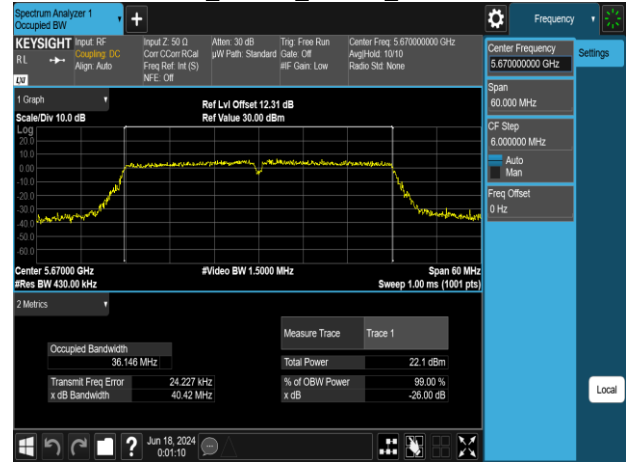 Spectrum Analyzer 1
Occupied BW
Frequency
KEYSIGHT
RL
LXI
Input: RF
Coupling: DC
Align: Auto
Input Z: 50 Ω
Corr CCorr RCal
Freq Ref: Int (S)
NFE: Off
Atten: 30 dB
µW Path: Standard
Trig: Free Run
Gate: Off
#IF Gain: Low
Center Freq: 5.670000000 GHz
Avg|Hold: 10/10
Radio Std: None
Center Frequency
5.670000000 GHz
Settings
Span
60.000 MHz
CF Step
6.000000 MHz
Auto
Man
Freq Offset
0 Hz
1 Graph
Scale/Div 10.0 dB
Ref Lvl Offset 12.31 dB
Ref Value 30.00 dBm
Log
20.0
10.0
0.00
-10.0
-20.0
-30.0
-40.0
-50.0
-60.0
Center 5.67000 GHz
#Video BW 1.5000 MHz
Span 60 MHz
#Res BW 430.00 kHz
Sweep 1.00 ms (1001 pts)
2 Metrics
Measure Trace
Trace 1
Occupied Bandwidth
36.146 MHz
Total Power
22.1 dBm
Transmit Freq Error
24.227 kHz
% of OBW Power
99.00 %
x dB Bandwidth
40.42 MHz
x dB
-26.00 dB
Local
?
Jun 18, 2024
0:01:10